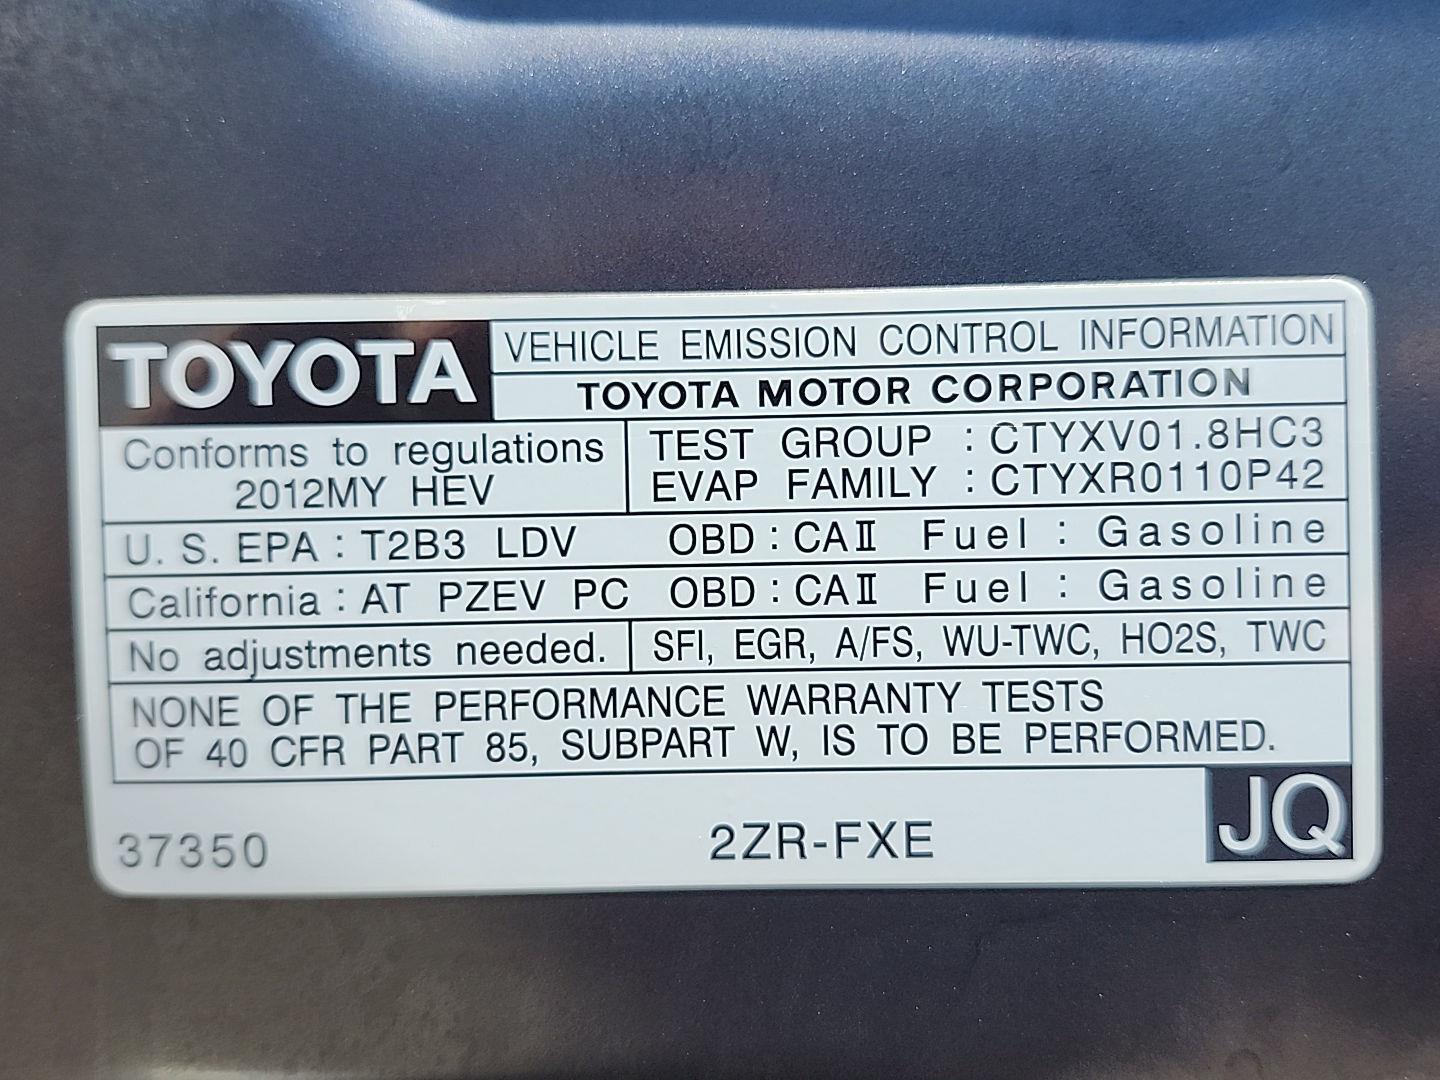 TOYOTA
VEHICLE EMISSION CONTROL INFORMATION
TOYOTA MOTOR CORPORATION
Conforms to regulations
2012MY HEV
TEST GROUP : CTYXV01.8HC3
EVAP FAMILY : CTYXR0110P42
U. S. EPA : T2B3 LDV OBD : CAⅡ Fuel : Gasoline
California : AT PZEV PC OBD : CAⅡ Fuel : Gasoline
No adjustments needed.
SFI, EGR, A/FS, WU-TWC, HO2S, TWC
NONE OF THE PERFORMANCE WARRANTY TESTS
OF 40 CFR PART 85, SUBPART W, IS TO BE PERFORMED.
37350
2ZR-FXE
JQ